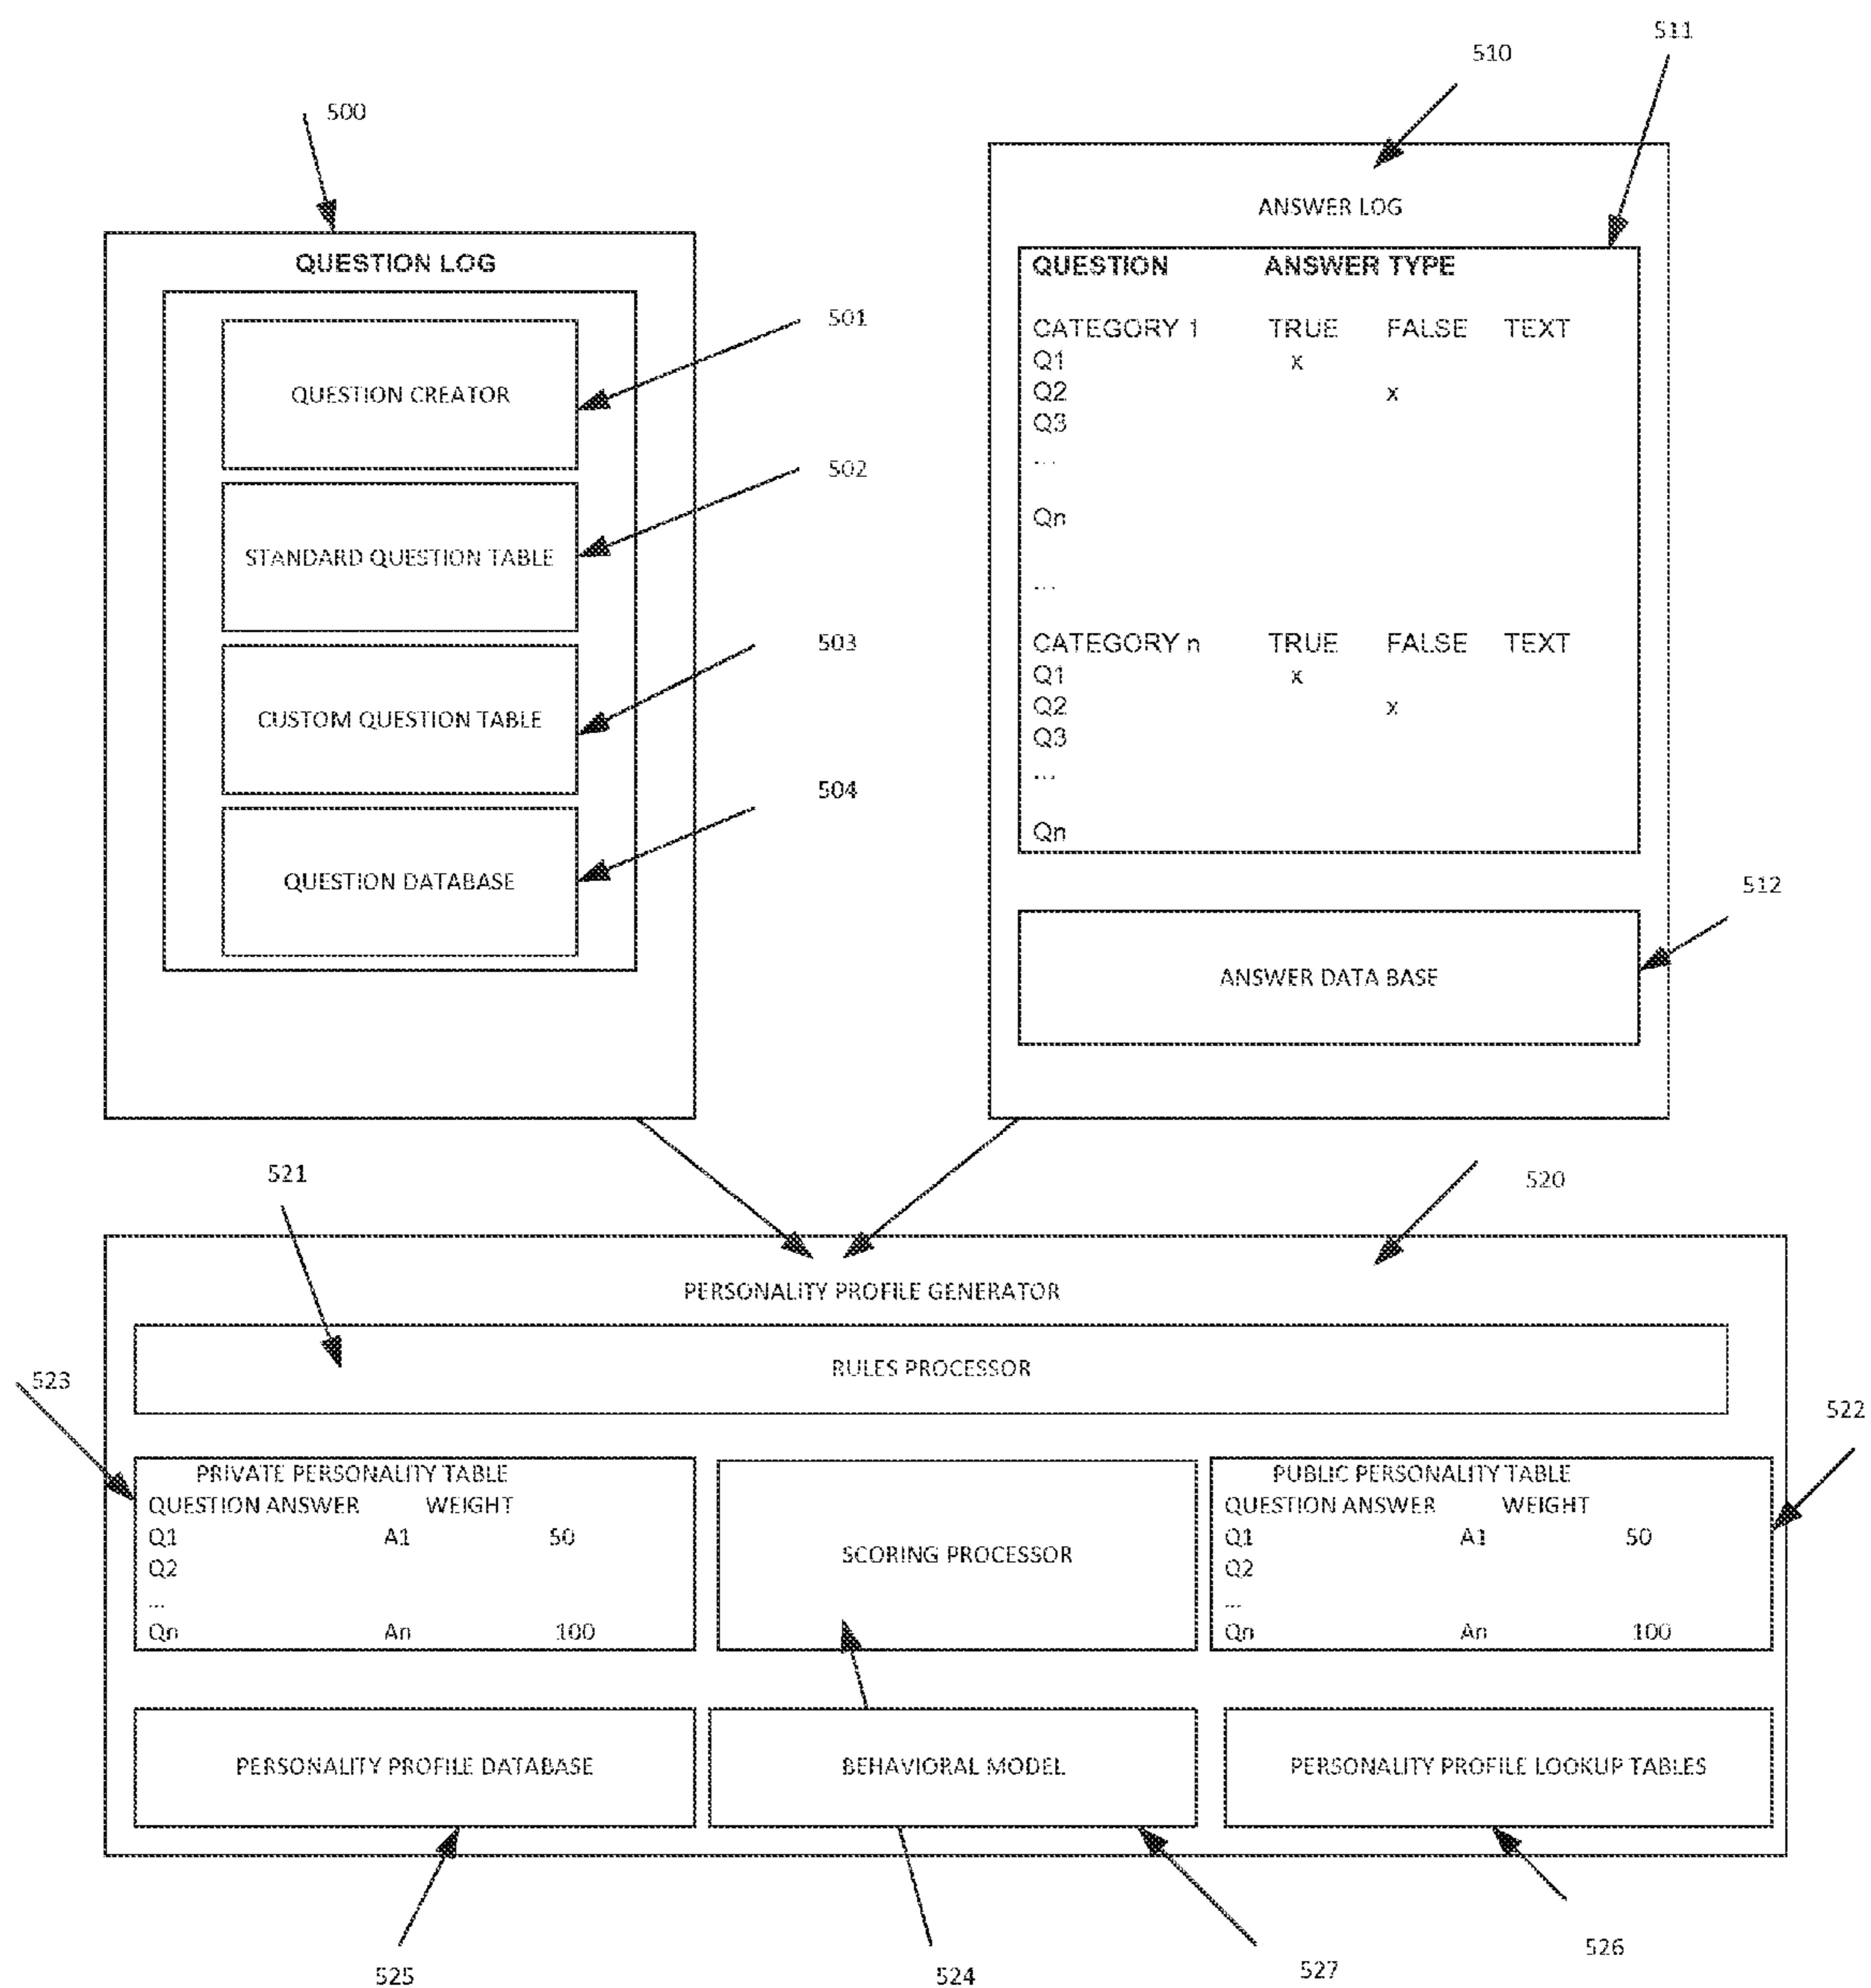 500
QUESTION LOG
QUESTION CREATOR
501
STANDARD QUESTION TABLE
502
CUSTOM QUESTION TABLE
503
QUESTION DATABASE
504
510
511
ANSWER LOG
QUESTION ANSWER TYPE
CATEGORY 1 TRUE FALSE TEXT
Q1 x
Q2 x
Q3
...
Qn
...
CATEGORY n TRUE FALSE TEXT
Q1 x
Q2 x
Q3
...
Qn
512
ANSWER DATA BASE
521
520
PERSONALITY PROFILE GENERATOR
RULES PROCESSOR
523
522
PRIVATE PERSONALITY TABLE
QUESTION ANSWER WEIGHT
Q1 A1 50
Q2
...
Qn An 100
SCORING PROCESSOR
PUBLIC PERSONALITY TABLE
QUESTION ANSWER WEIGHT
Q1 A1 50
Q2
...
Qn An 100
PERSONALITY PROFILE DATABASE
BEHAVIORAL MODEL
PERSONALITY PROFILE LOOKUP TABLES
525
524
527
526